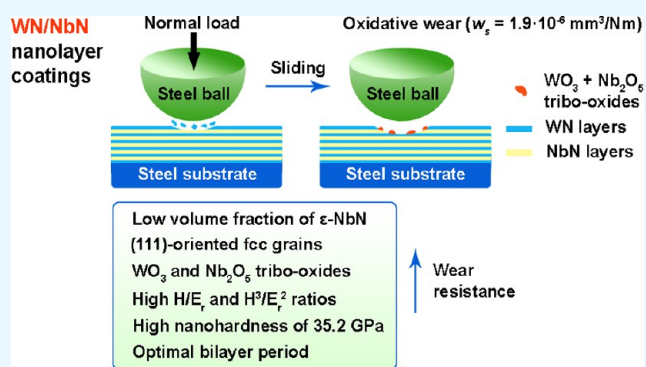 WN/NbN
nanolayer
coatings
Normal load
Oxidative wear (wₛ = 1.9·10⁻⁶ mm³/Nm)
Sliding
Steel ball
Steel ball
WO₃ + Nb₂O₅
tribo-oxides
WN layers
NbN layers
Steel substrate
Steel substrate
Low volume fraction of ε-NbN
(111)-oriented fcc grains
WO₃ and Nb₂O₅ tribo-oxides
High H/Eᵣ and H³/Eᵣ² ratios
High nanohardness of 35.2 GPa
Optimal bilayer period
Wear
resistance